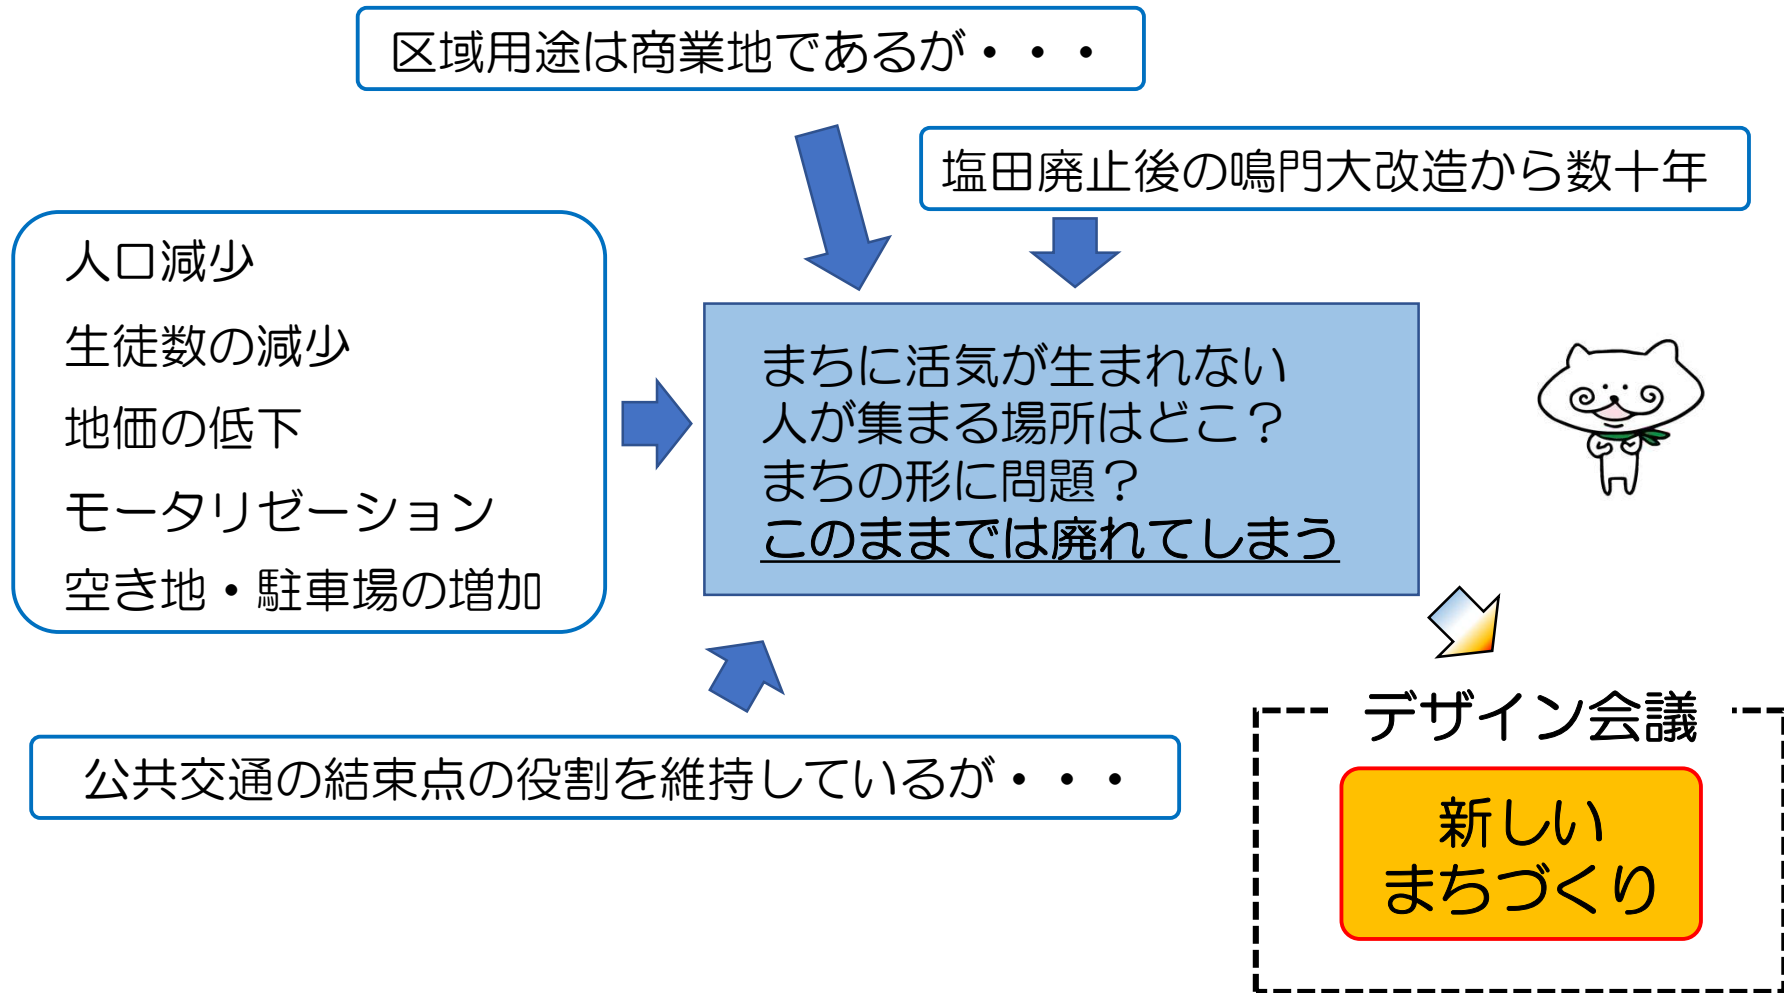 区域用途は商業地であるが・・・
塩田廃止後の鳴門大改造から数十年
人口減少
生徒数の減少
地価の低下
モータリゼーション
空き地・駐車場の増加
まちに活気が生まれない
人が集まる場所はどこ？
まちの形に問題？
このままでは廃れてしまう
公共交通の結束点の役割を維持しているが・・・
デザイン会議
新しい
まちづくり